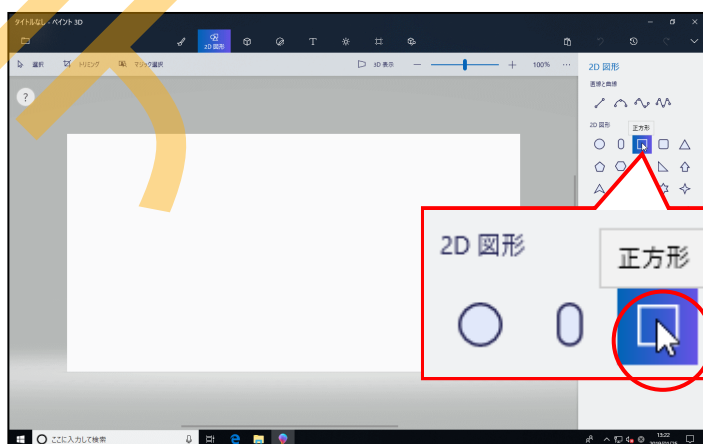 タイトルなし - ペイント 3D
2D 図形
T
選択 トリミング マジック選択 3D 表示 100% …
?
2D 図形
直線と曲線
2D 図形
正方形
2D 図形
正方形
ここに入力して検索
15:22